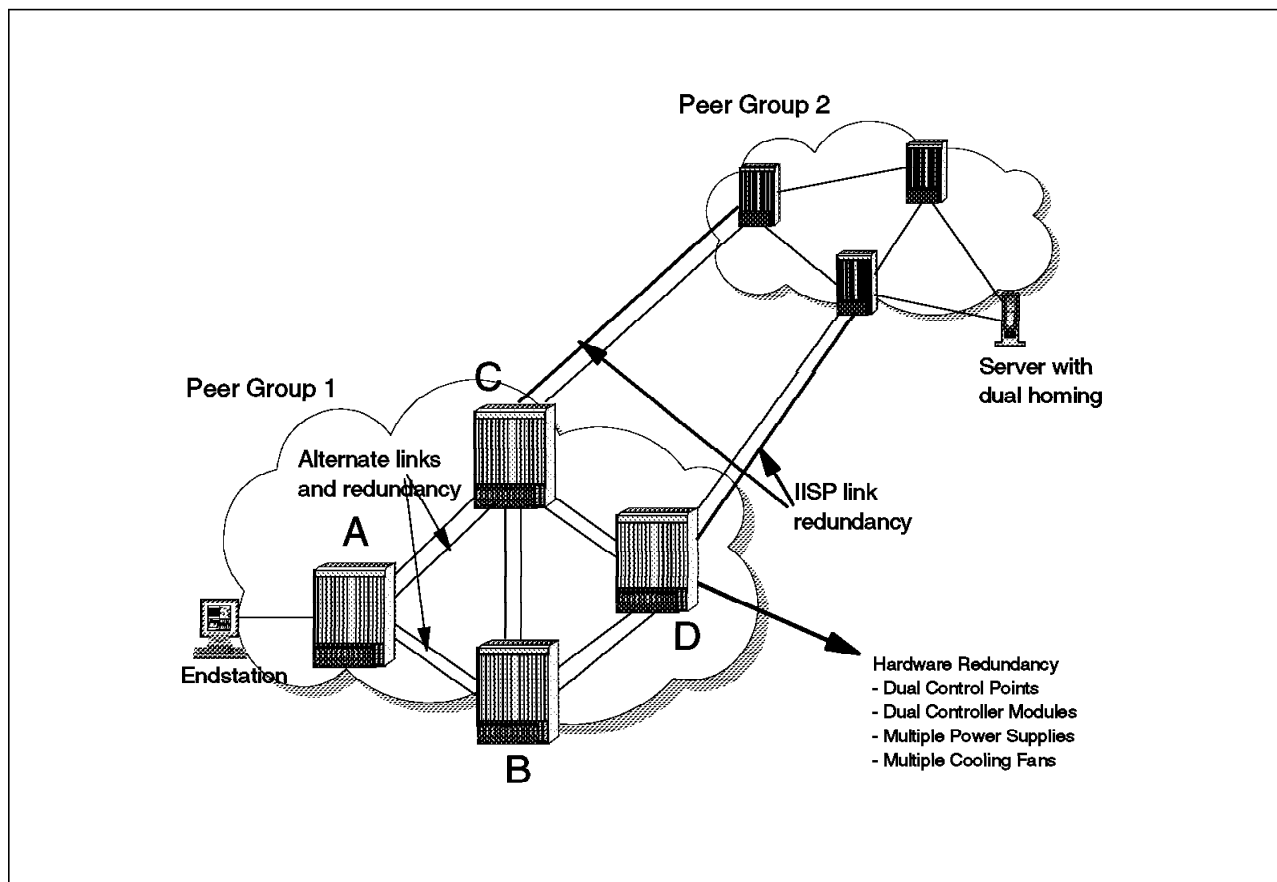 Peer Group 2
Server with
dual homing
Peer Group 1
C
Alternate links
and redundancy
A
IISP link
redundancy
D
Endstation
B
Hardware Redundancy
- Dual Control Points
- Dual Controller Modules
- Multiple Power Supplies
- Multiple Cooling Fans